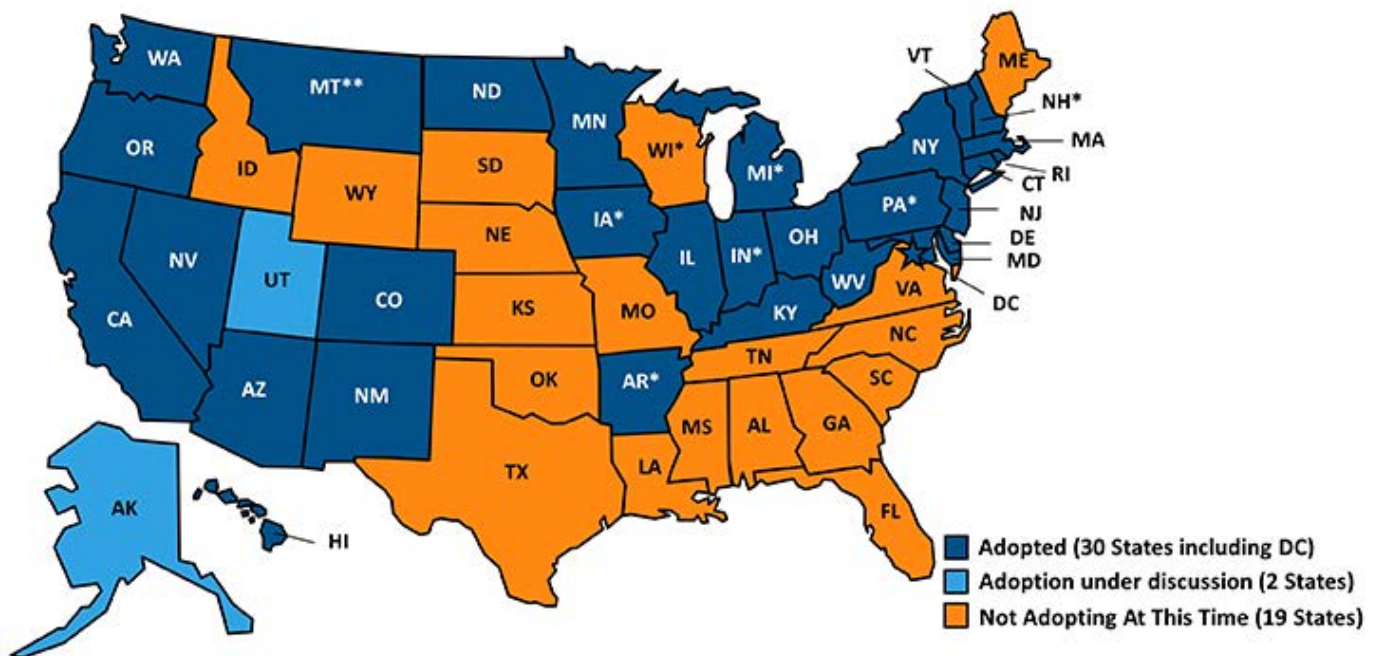 WA
MT**
ND
MN
VT
ME
NH*
MA
OR
ID
SD
WI*
MI*
NY
RI
CT
WY
PA*
NJ
IA*
NE
DE
MD
NV
UT
CO
IL
IN*
OH
WV
VA
DC
CA
KS
MO
KY
NC
TN
AZ
NM
OK
AR*
SC
MS
AL
GA
TX
LA
AK
FL
HI
Adopted (30 States including DC)
Adoption under discussion (2 States)
Not Adopting At This Time (19 States)